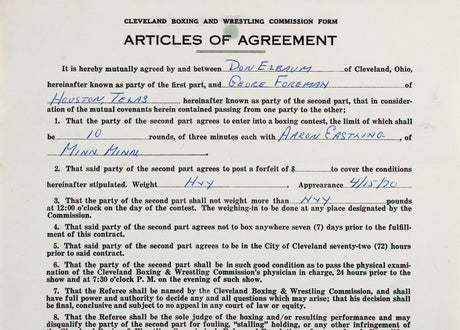 CLEVELAND BOXING AND WRESTLING COMMISSION FORM
ARTICLES OF AGREEMENT
It is hereby mutually agreed by and between DON ELBAUM of Cleveland, Ohio,
hereinafter known as party of the first part, and GEORE FOREMAN of
HOUSTON, TEXAS hereinafter known as party of the second part, that in consider-
ation of the mutual covenants herein contained passing from one party to the other;
1. That the party of the second part agrees to enter into a boxing contest, the limit of which shall
be 10 rounds, of three minutes each with AARON EASTLING, of
MINN MINN.
2. That said party of the second part agrees to post a forfeit of $ to cover the conditions
hereinafter stipulated. Weight HVY Apprearance 4/15/70
3. That the party of the second part shall not weight more than HVY pounds
at 12:00 o'clock on the day of the contest. The weighing-in to be done at any place designated by the
Commission.
4. That said party of the second part agrees not to box anywhere seven (7) days prior to the fulfill-
ment of this contract.
5. That said party of the second part agrees to be in the City of Cleveland seventy-two (72) hours
prior to said contest.
6. That the party of the second part shall be in such good condition as to pass the physical exami-
nation of the Cleveland Boxing & Wrestling Commission's physician in charge, 24 hours prior to the show
and at 7:30 o'clock P. M. on the evening of such show.
7. That the Referee shall be named by the Cleveland Boxing & Wrestling Commission, and shall
have full power and authority to decide any and all questions which may arise; that his decision shall
be final, conclusive and subject to no appeal in any court of law or equity.
8. That the Referee shall be the sole judge of the boxing and/or resulting performance and may
disqualify the party of the second part for fouling, "stalling" holding, or any other infringement of